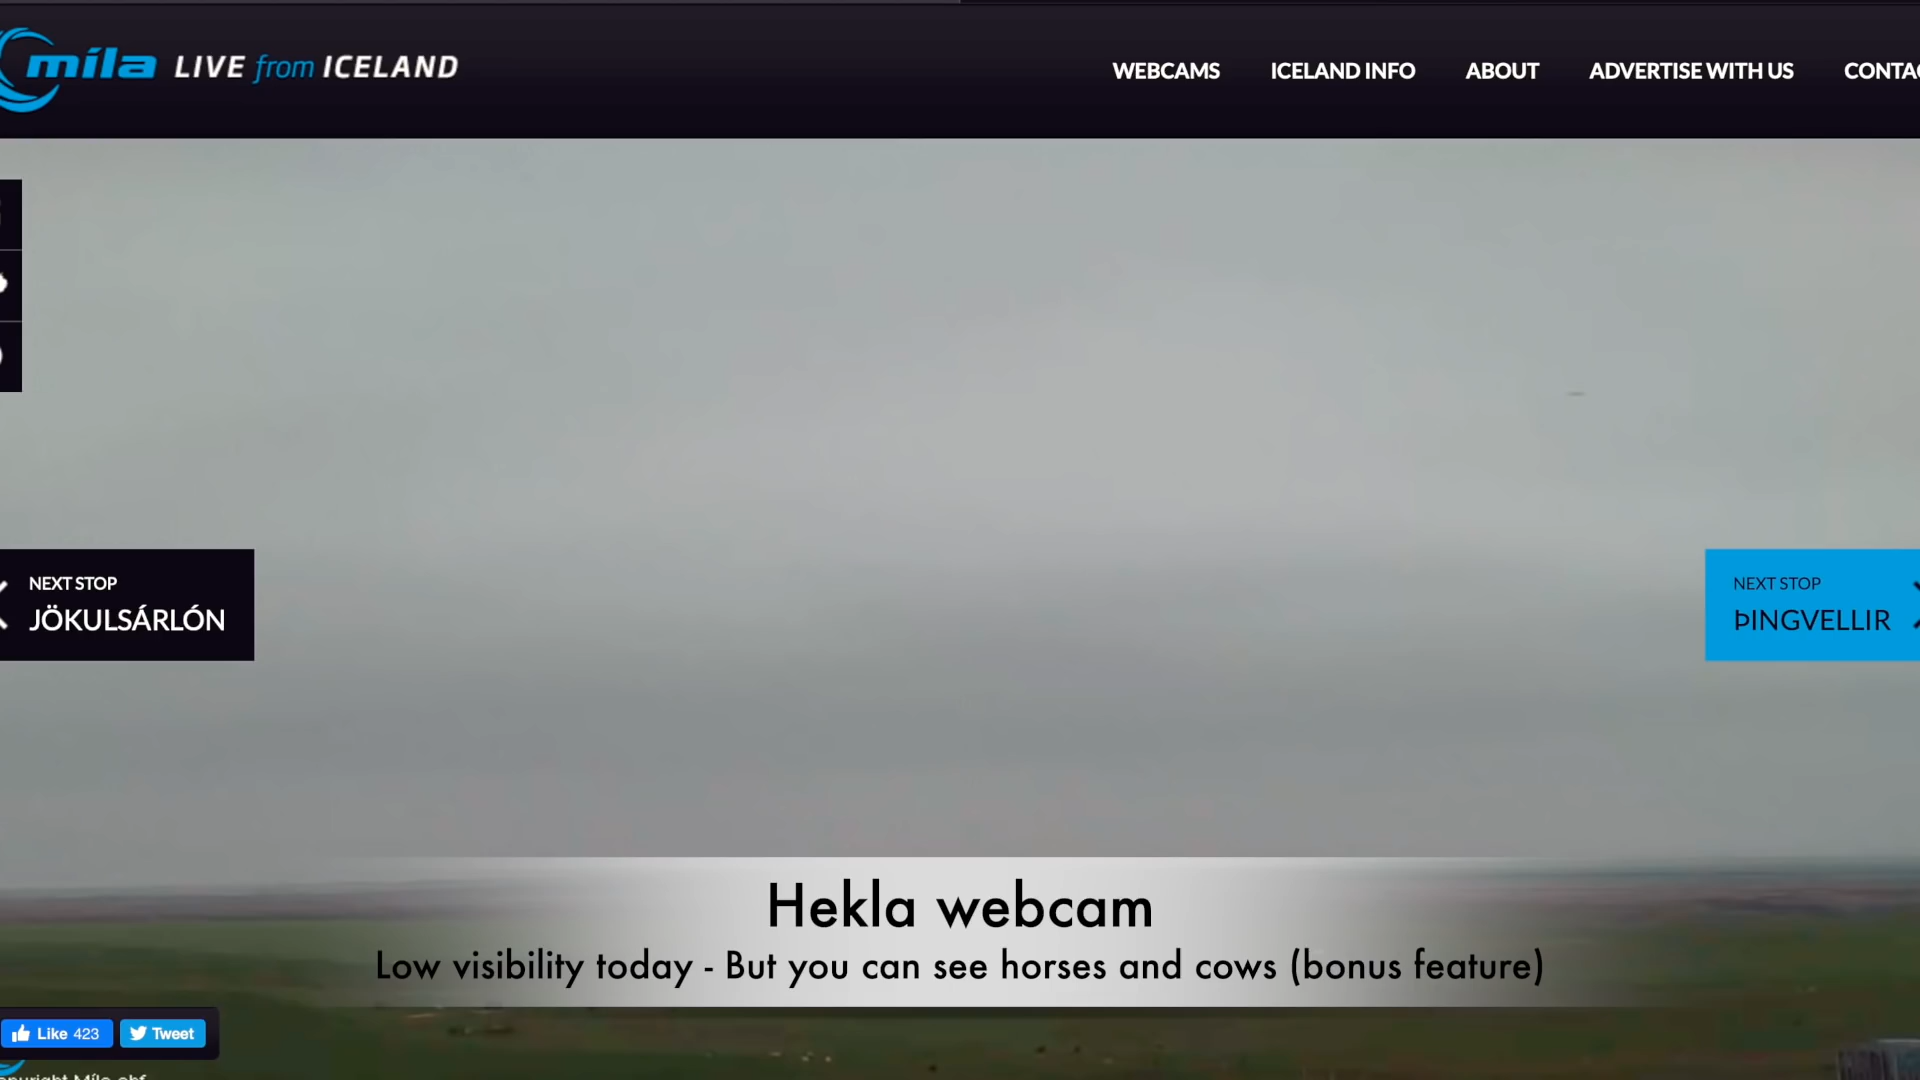 míla LIVE from ICELAND
WEBCAMS ICELAND INFO ABOUT ADVERTISE WITH US
NEXT STOP
JÖKULSÁRLÓN
NEXT STOP
ÞINGVELLIR
Hekla webcam
Low visibility today - But you can see horses and cows (bonus feature)
Like 423 Tweet